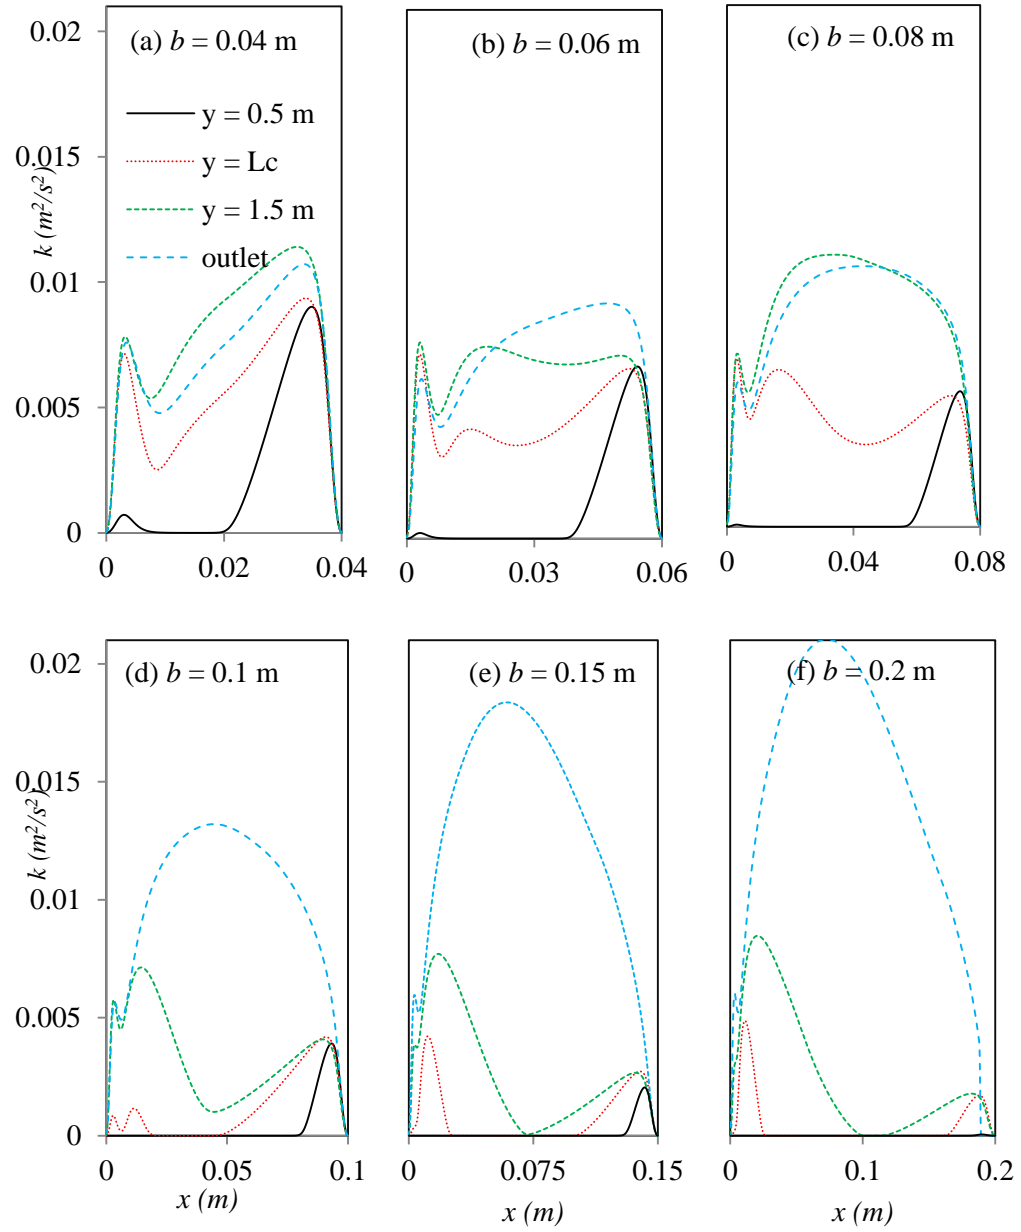 0.02
(a) b = 0.04 m
(b) b = 0.06 m
(c) b = 0.08 m
y = 0.5 m
0.015
y = Lc
k (m²/s²)
y = 1.5 m
0.01
outlet
0.005
0
0
0.02
0.04
0
0.03
0.06
0
0.04
0.08
0.02
(d) b = 0.1 m
(e) b = 0.15 m
(f) b = 0.2 m
0.015
k (m²/s²)
0.01
0.005
0
0
0.05
0.1
0
0.075
0.15
0
0.1
0.2
x (m)
x (m)
x (m)